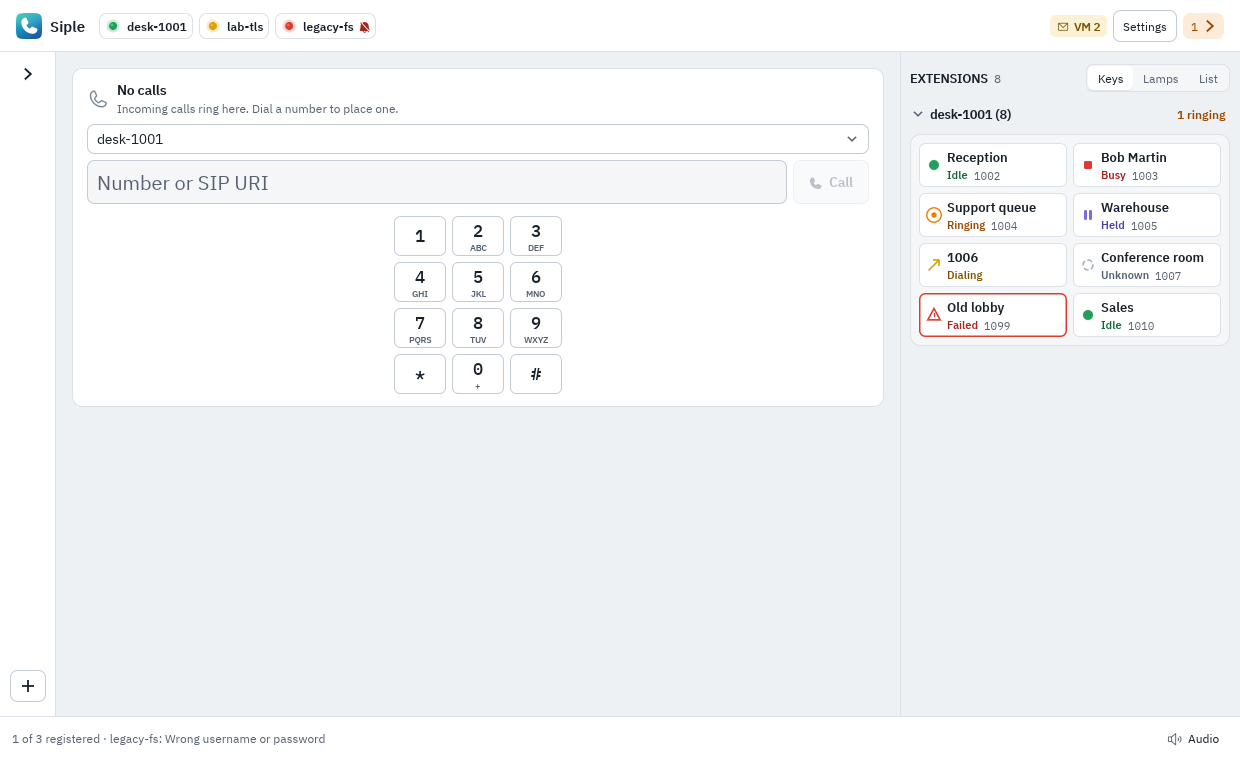 Siple
desk-1001
lab-tls
legacy-fs
VM 2
Settings
1
No calls
Incoming calls ring here. Dial a number to place one.
desk-1001
Number or SIP URI
Call
1
2
ABC
3
DEF
4
GHI
5
JKL
6
MNO
7
PQRS
8
TUV
9
WXYZ
*
0
+
#
EXTENSIONS 8
Keys
Lamps
List
desk-1001 (8)
1 ringing
Reception
Idle 1002
Bob Martin
Busy 1003
Support queue
Ringing 1004
Warehouse
Held 1005
1006
Dialing
Conference room
Unknown 1007
Old lobby
Failed 1099
Sales
Idle 1010
1 of 3 registered · legacy-fs: Wrong username or password
Audio